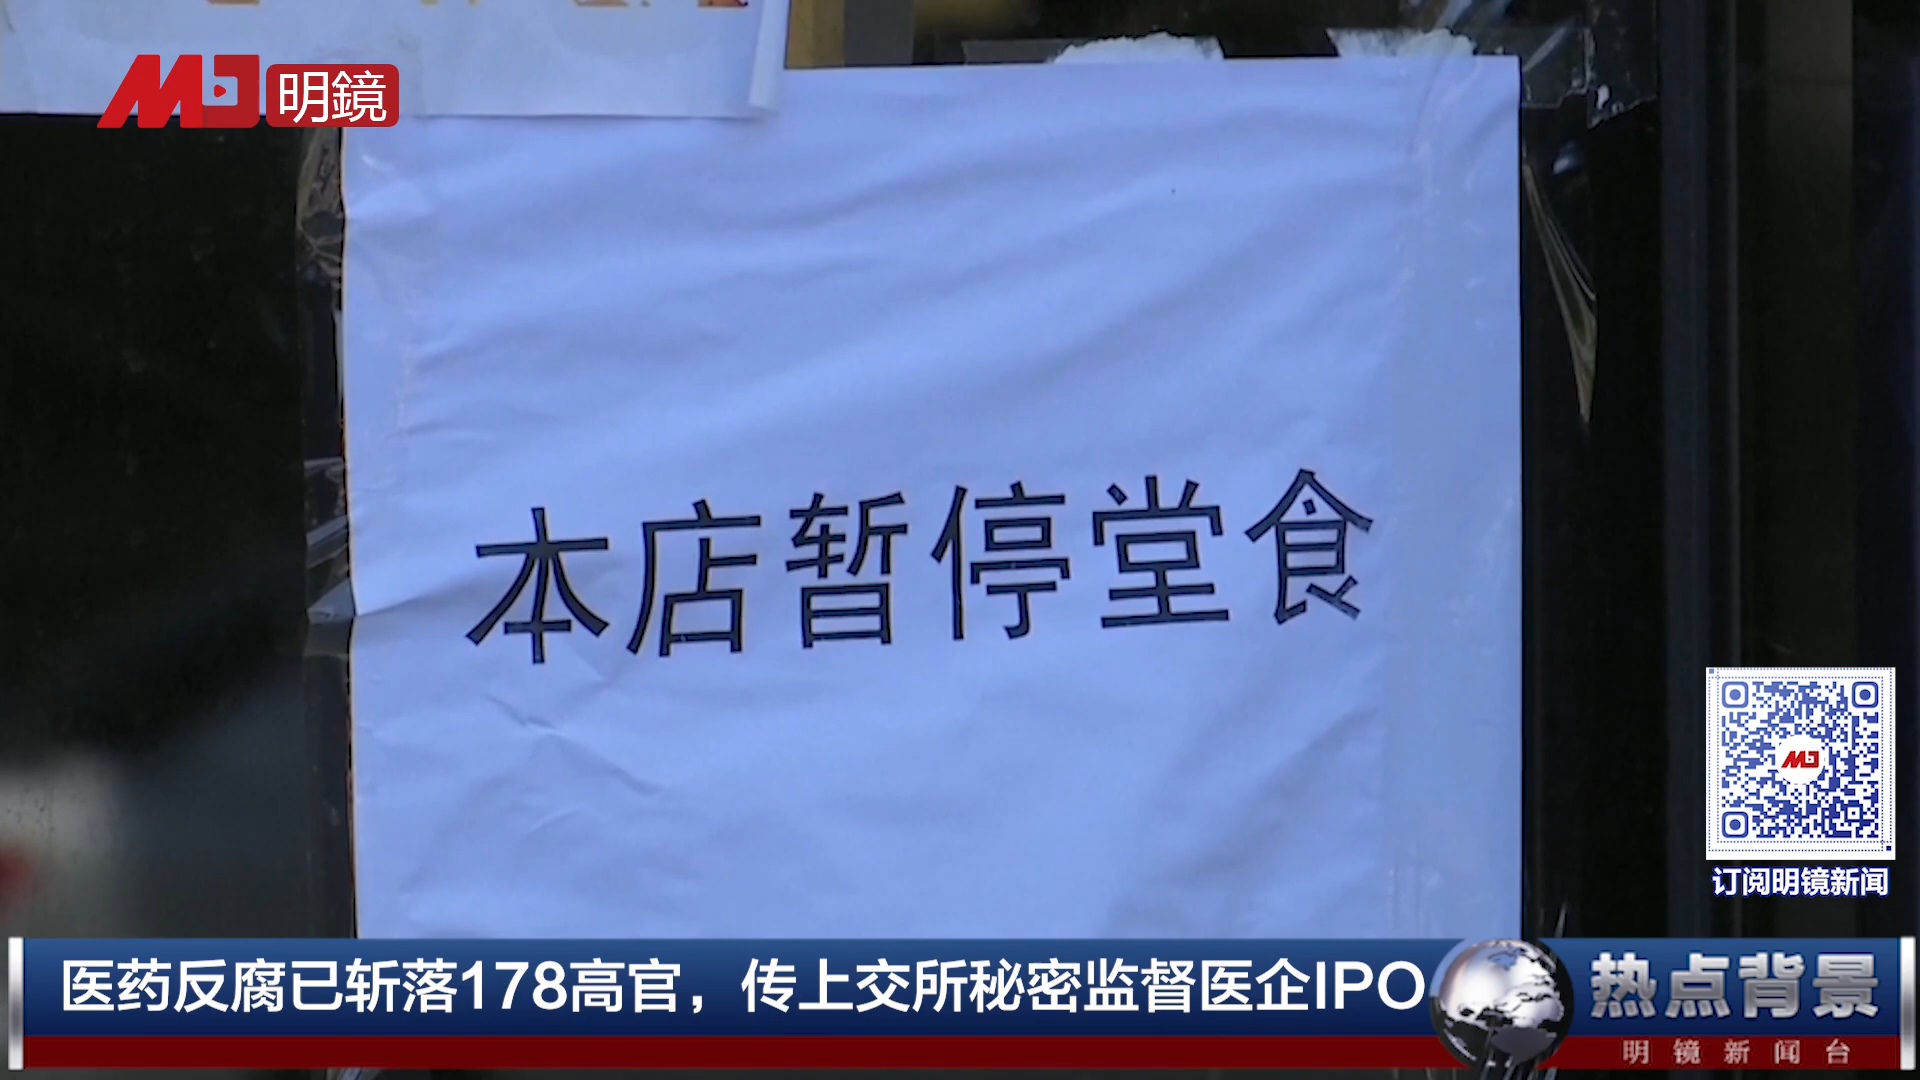 明鏡
本店暂停堂食
订阅明镜新闻
医药反腐已斩落178高官，传上交所秘密监督医企IPO
热点背景
明镜新闻台